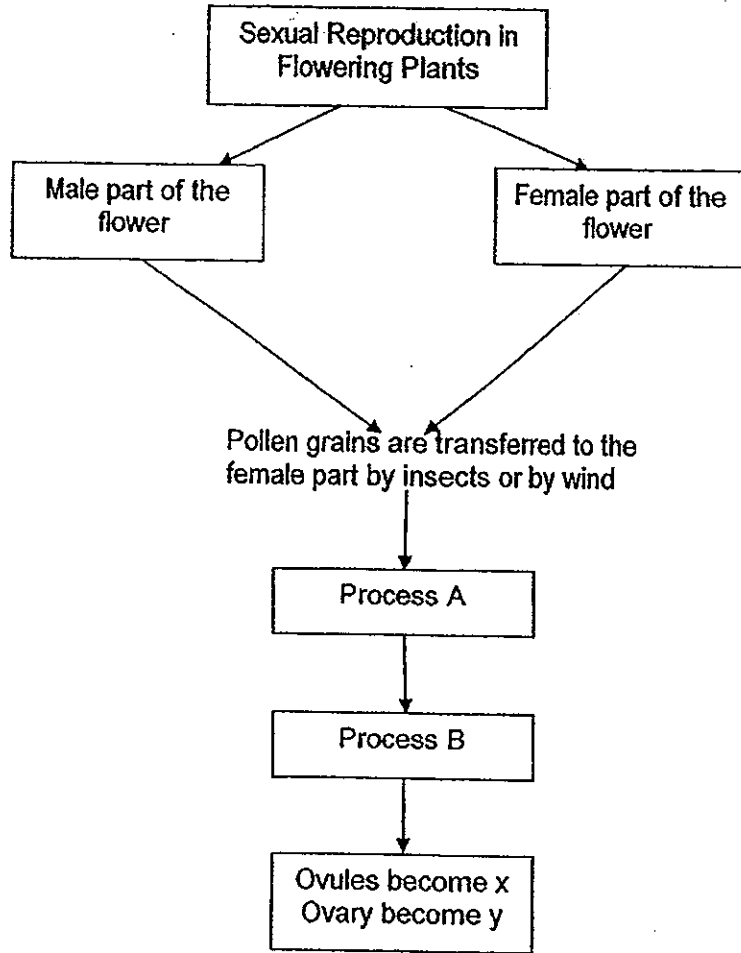 Sexual Reproduction in
Flowering Plants
Male part of the
flower
Female part of the
flower
Pollen grains are transferred to the
female part by insects or by wind
Process A
Process B
Ovules become x
Ovary become y